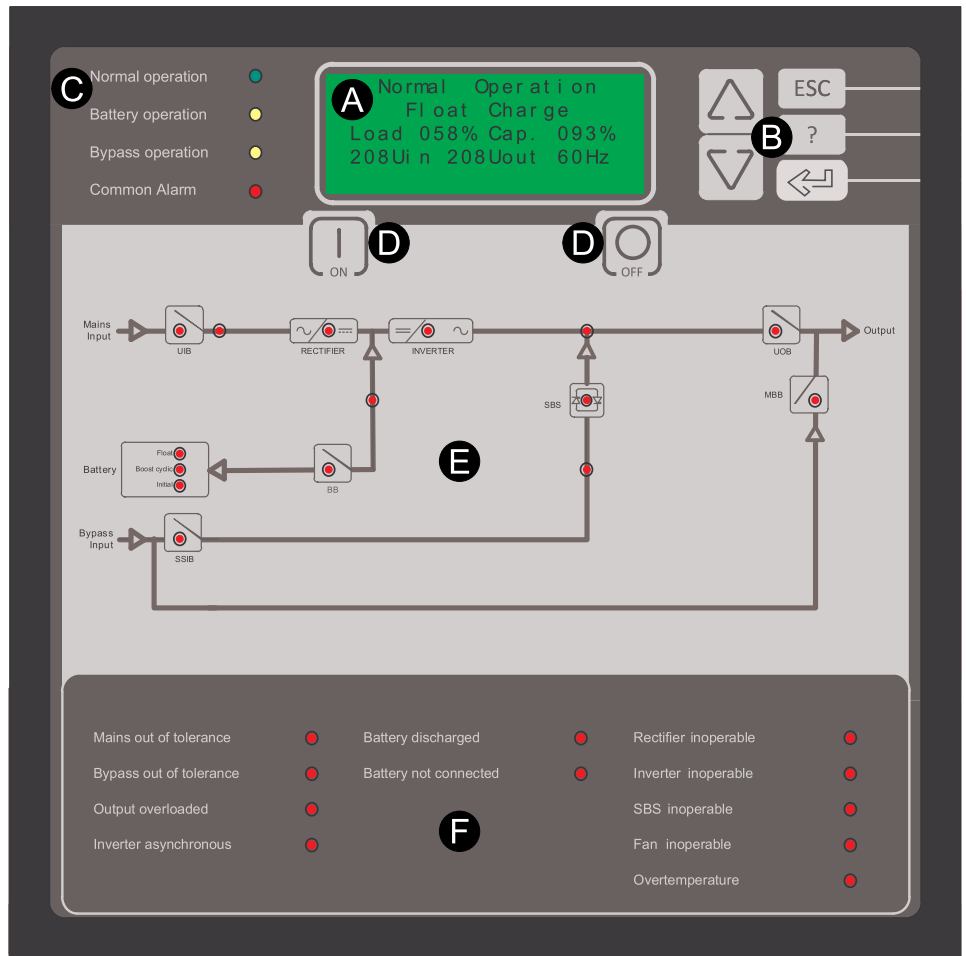 C
Normal operation
Battery operation
Bypass operation
Common Alarm
A
Normal Operation
Float Charge
Load 058% Cap. 093%
208Uin 208Uout 60Hz
B
ESC
?
D
ON
D
OFF
Mains
Input
UIB
RECTIFIER
INVERTER
UOB
Output
SBS
MBB
Battery
Float
Boost cyclic
Initial
BB
E
Bypass
Input
SSIB
Mains out of tolerance
Battery discharged
Rectifier inoperable
Bypass out of tolerance
Battery not connected
Inverter inoperable
Output overloaded
SBS inoperable
F
Inverter asynchronous
Fan inoperable
Overtemperature